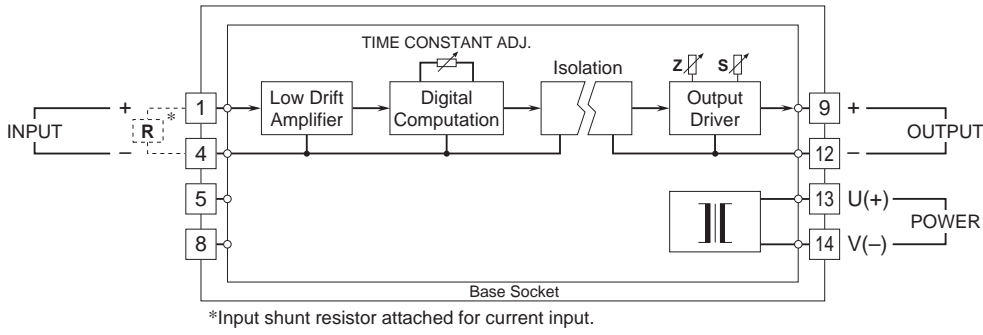 TIME CONSTANT ADJ.
Isolation
Z
S
INPUT
+
–
*
R
1
4
5
8
Low Drift
Amplifier
Digital
Computation
Output
Driver
9 +
12 –
OUTPUT
13 U(+)
14 V(–)
POWER
Base Socket
*Input shunt resistor attached for current input.